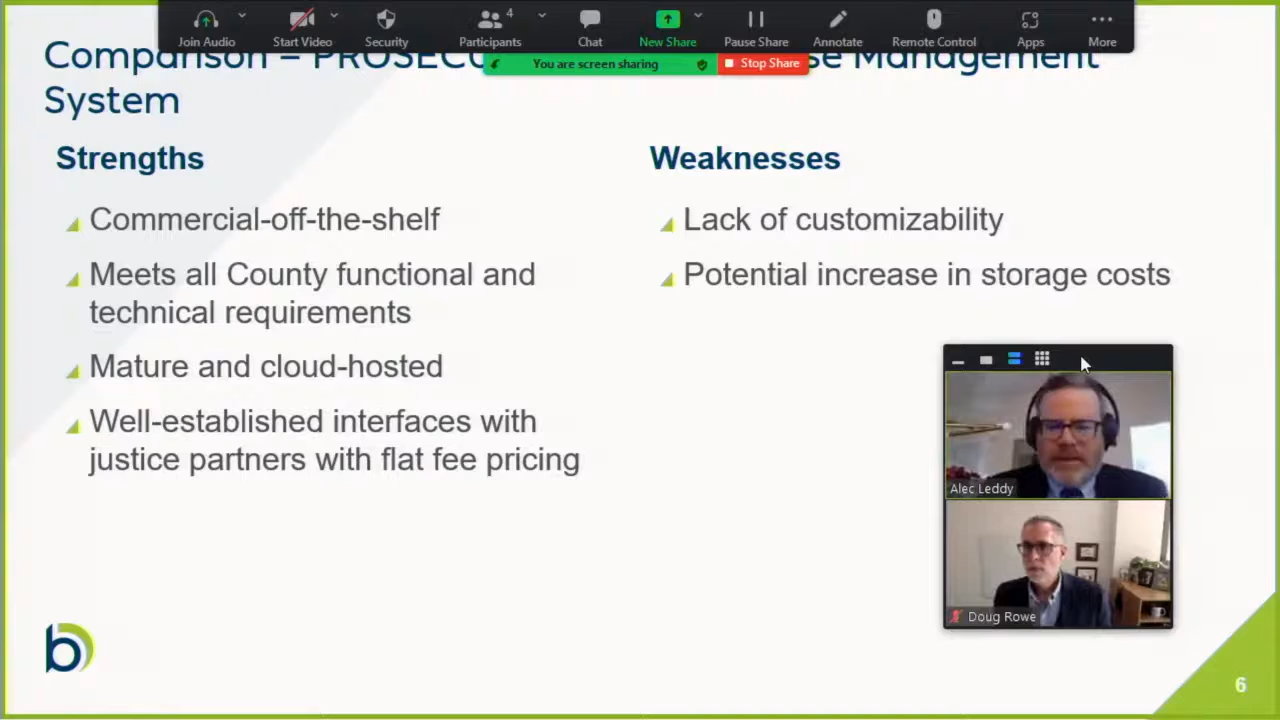 Join Audio
Start Video
Security
4
Participants
Chat
New Share
Pause Share
Annotate
Remote Control
Apps
More
You are screen sharing
Stop Share
Comparison – Management
System
Strengths
Commercial-off-the-shelf
Meets all County functional and
technical requirements
Mature and cloud-hosted
Well-established interfaces with
justice partners with flat fee pricing
Weaknesses
Lack of customizability
Potential increase in storage costs
Alec Leddy
Doug Rowe
b
6